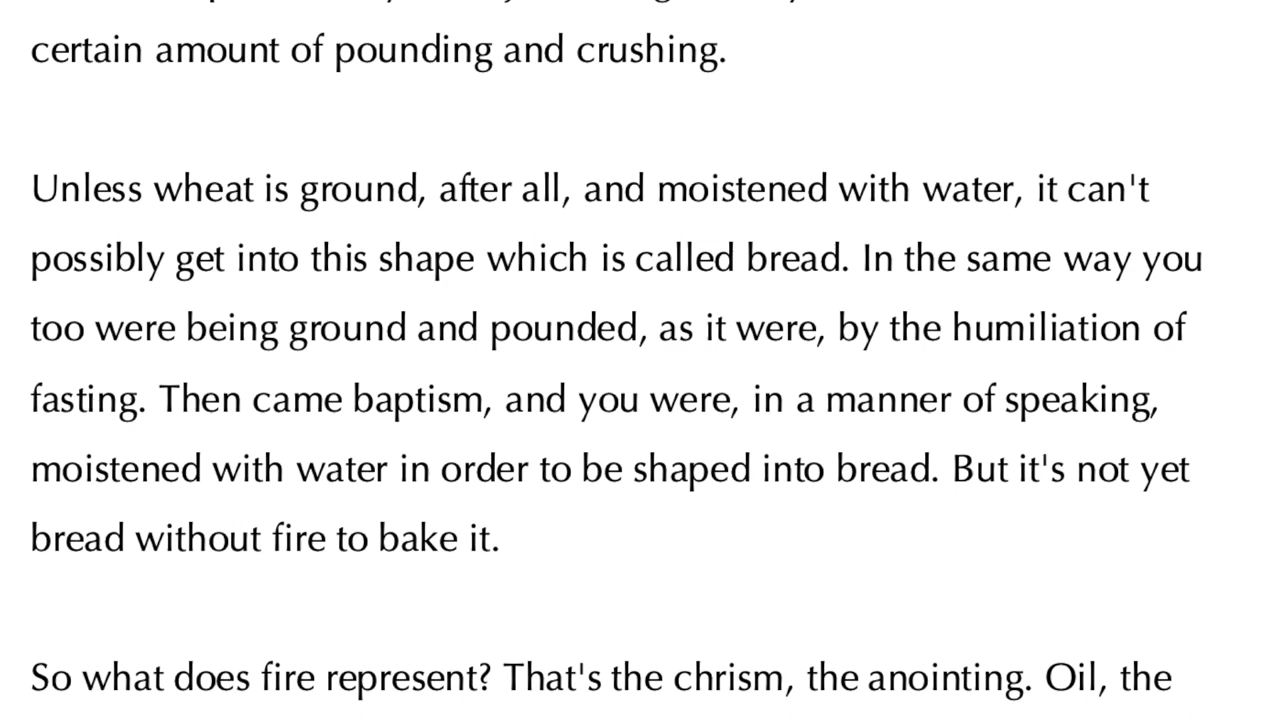 certain amount of pounding and crushing.
Unless wheat is ground, after all, and moistened with water, it can't
possibly get into this shape which is called bread. In the same way you
too were being ground and pounded, as it were, by the humiliation of
fasting. Then came baptism, and you were, in a manner of speaking,
moistened with water in order to be shaped into bread. But it's not yet
bread without fire to bake it.
So what does fire represent? That's the chrism, the anointing. Oil, the